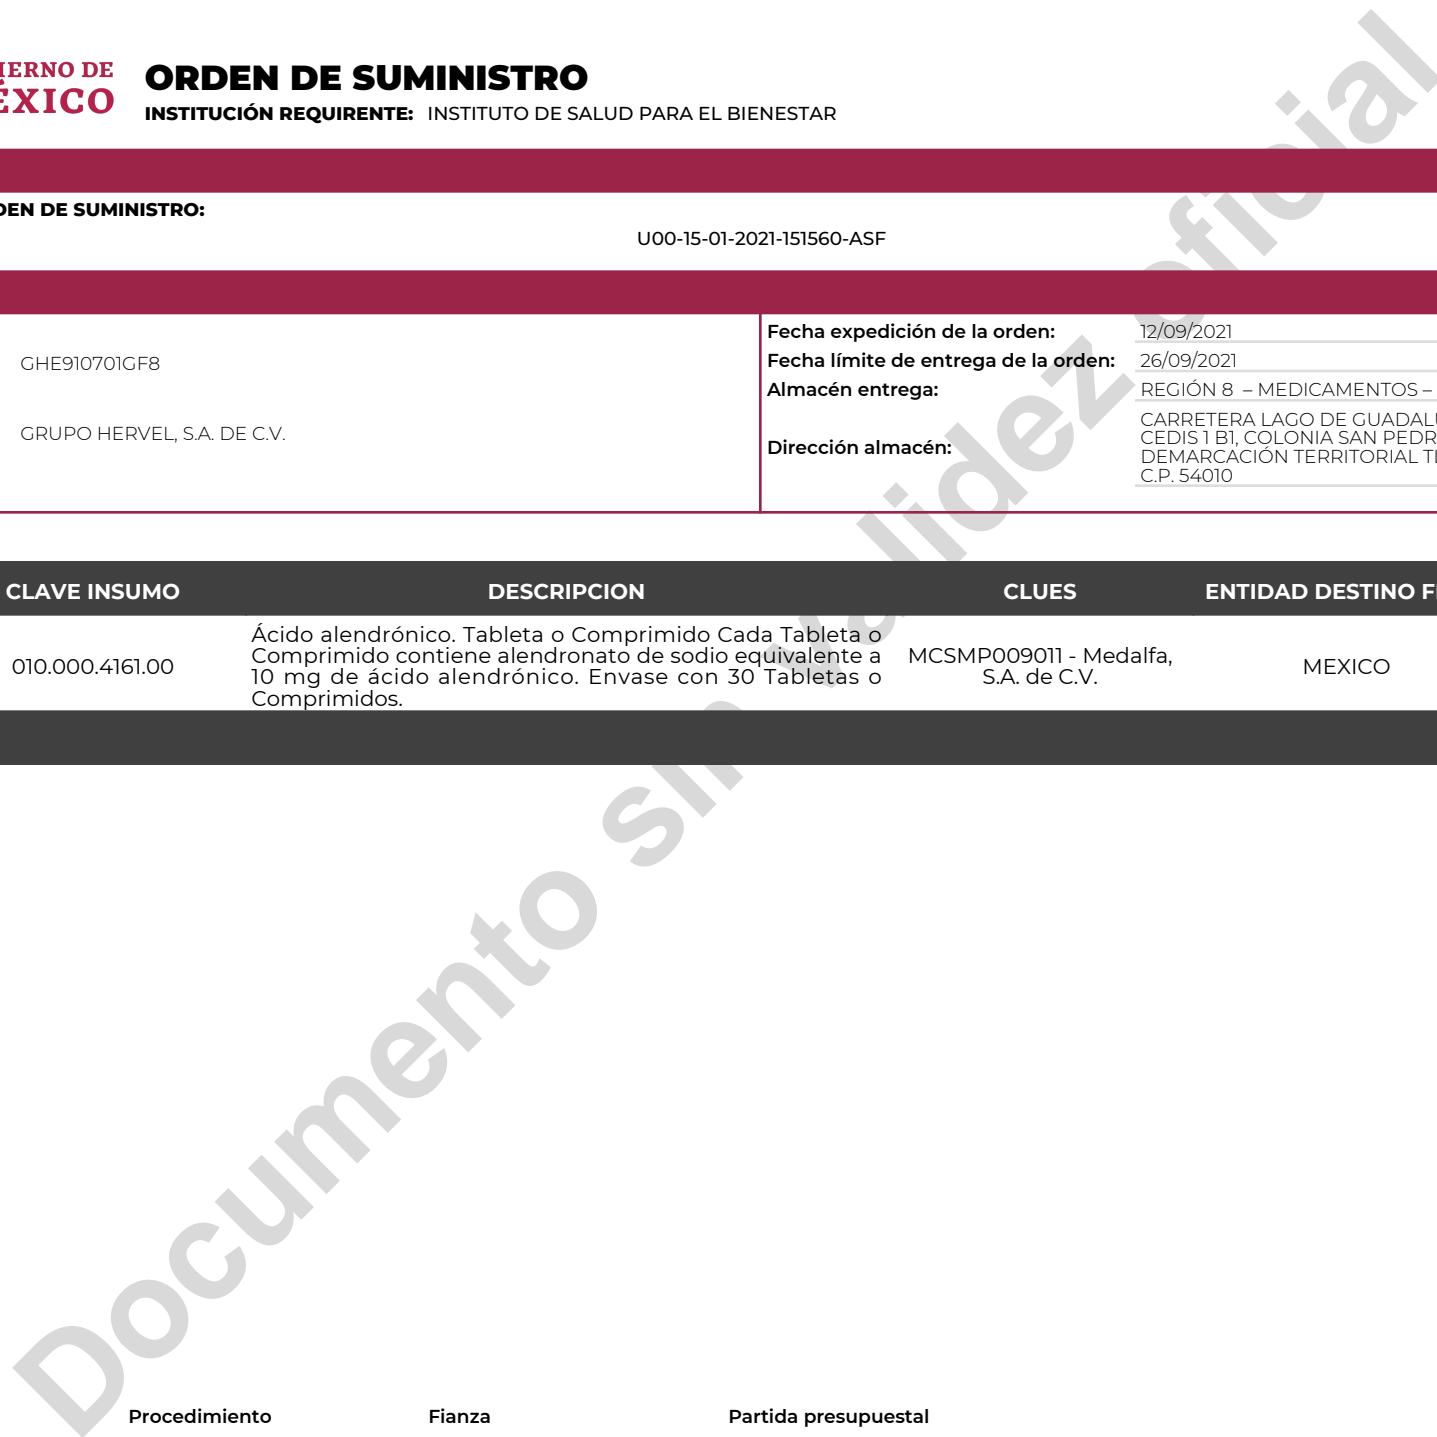 IERNO DE
ÉXICO
ORDEN DE SUMINISTRO
INSTITUCIÓN REQUIRENTE: INSTITUTO DE SALUD PARA EL BIENESTAR
DEN DE SUMINISTRO:
U00-15-01-2021-151560-ASF
GHE910701GF8
GRUPO HERVEL, S.A. DE C.V.
Fecha expedición de la orden: 12/09/2021
Fecha límite de entrega de la orden: 26/09/2021
Almacén entrega: REGIÓN 8 – MEDICAMENTOS –
Dirección almacén:
CARRETERA LAGO DE GUADALU
CEDIS 1 B1, COLONIA SAN PEDR
DEMARCACIÓN TERRITORIAL TL
C.P. 54010
CLAVE INSUMO DESCRIPCION CLUES ENTIDAD DESTINO FI
010.000.4161.00
Ácido alendrónico. Tableta o Comprimido Cada Tableta o
Comprimido contiene alendronato de sodio equivalente a
10 mg de ácido alendrónico. Envase con 30 Tabletas o
Comprimidos.
MCSMP009011 - Medalfa,
S.A. de C.V.
MEXICO
Documento sin validez oficial
Procedimiento Fianza Partida presupuestal